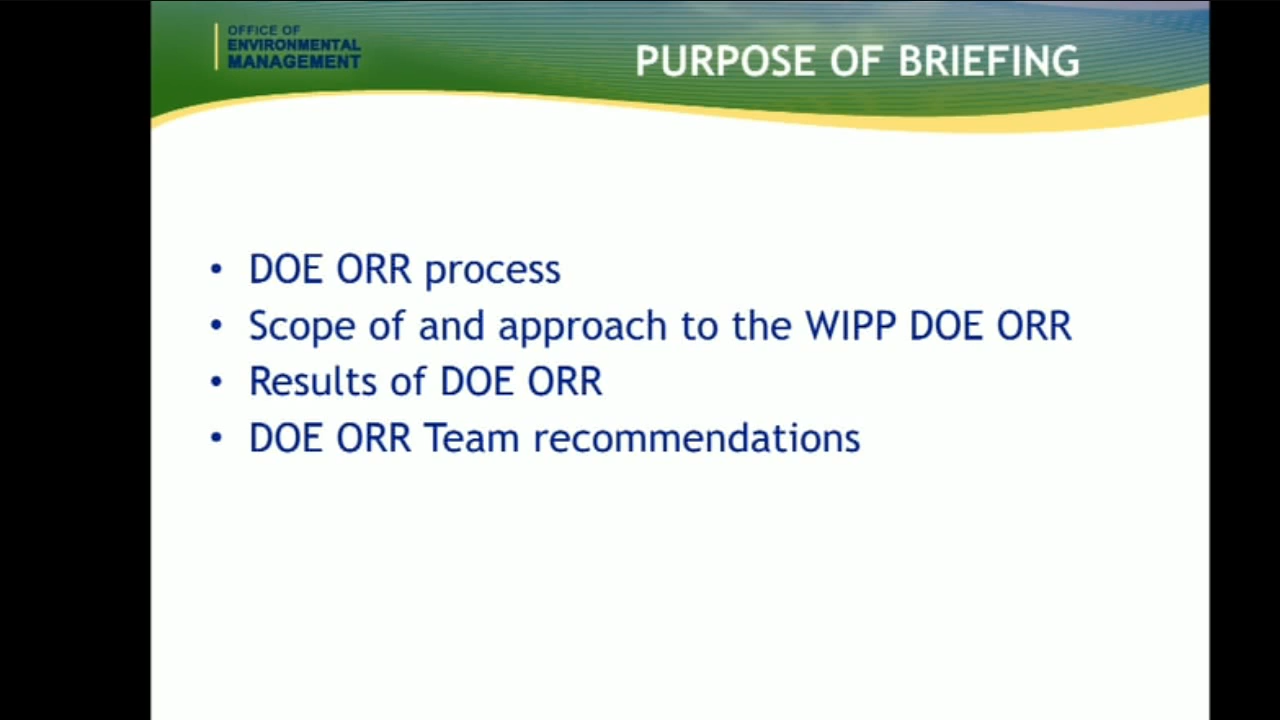 OFFICE OF
ENVIRONMENTAL
MANAGEMENT
PURPOSE OF BRIEFING
• DOE ORR process
• Scope of and approach to the WIPP DOE ORR
• Results of DOE ORR
• DOE ORR Team recommendations